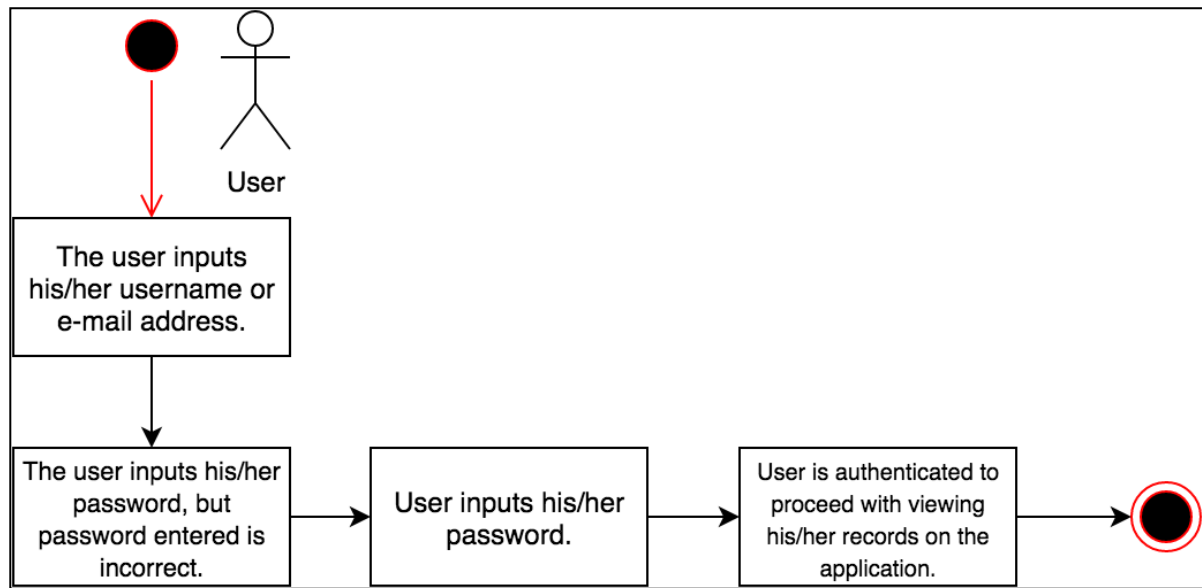 User
The user inputs
his/her username or
e-mail address.
The user inputs his/her
password, but
password entered is
incorrect.
User inputs his/her
password.
User is authenticated to
proceed with viewing
his/her records on the
application.